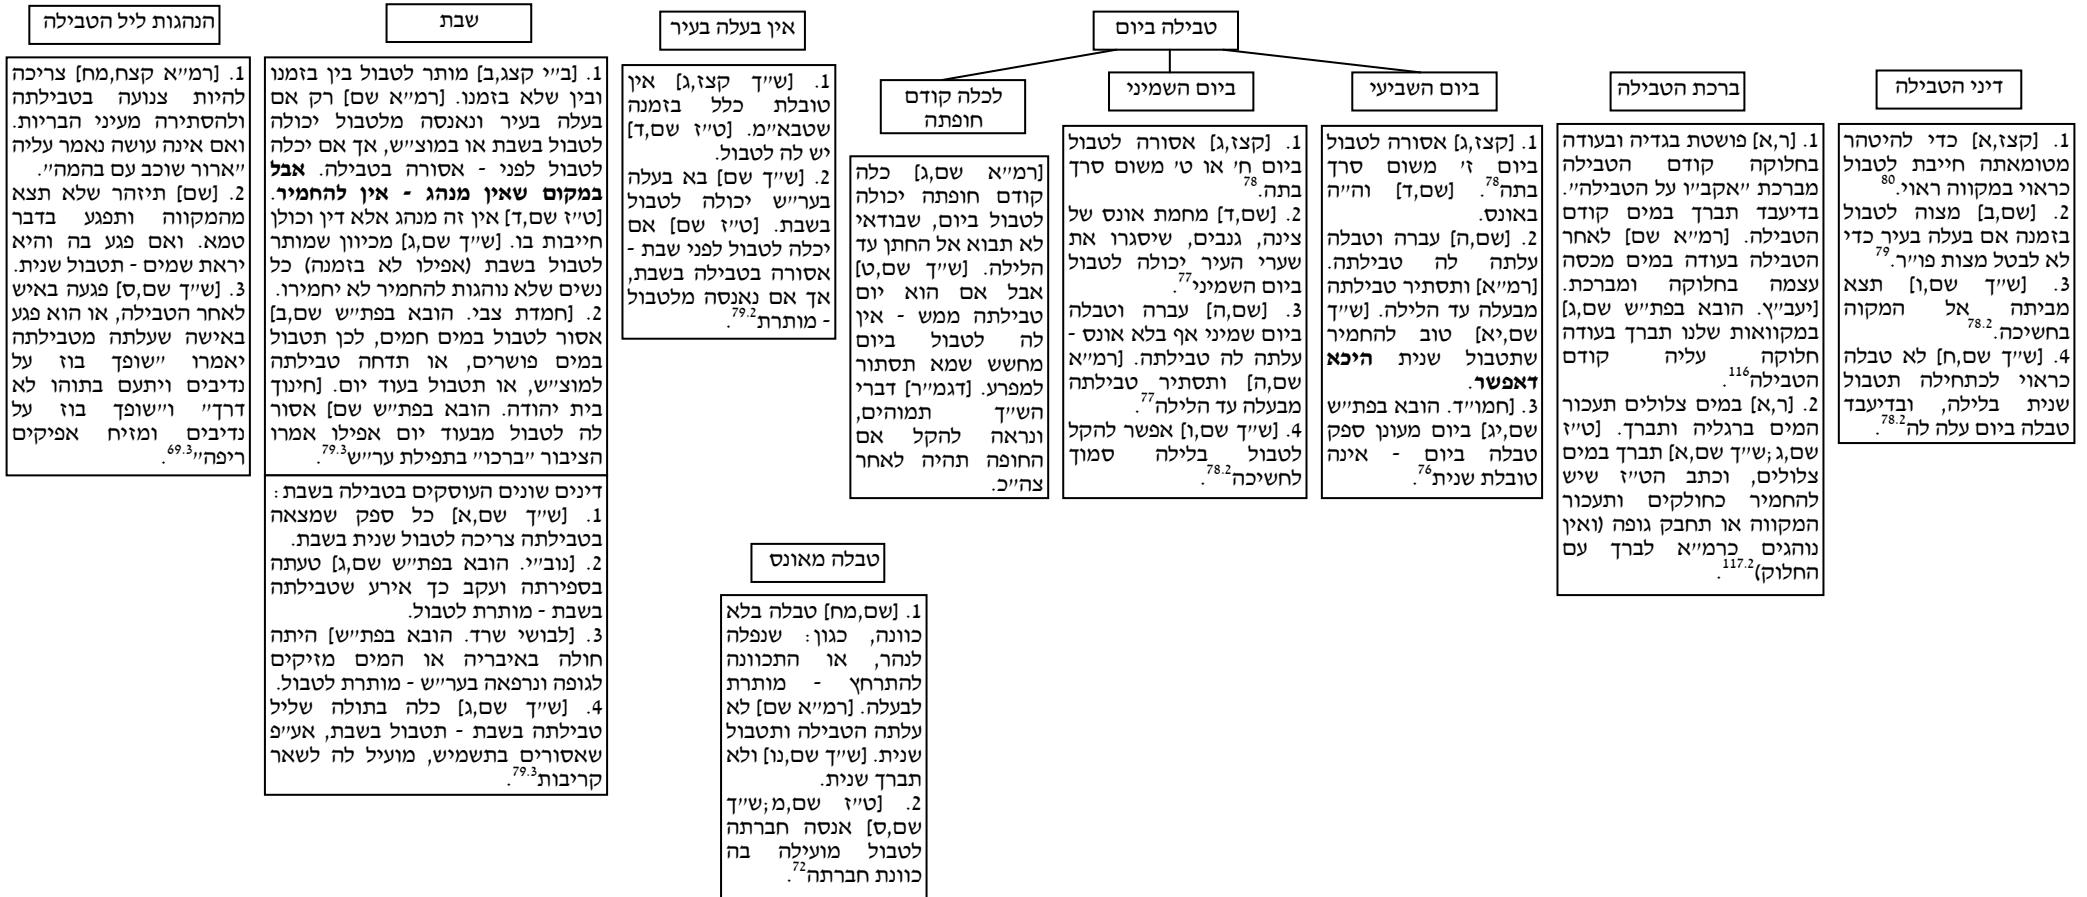 דיני הטבילה
1. [קצז,א] כדי להיטהר
מטומאתה חייבת לטבול
כראוי במקווה ראוי.80
2. [שם,ב] מצוה לטבול
בזמנה אם בעלה בעיר כדי
לא לבטל מצות פו״ר.79
3. [ש״ך שם,ו] תצא
מביתה אל המקוה
בחשיכה.78.2
4. [ש״ך שם,ח] לא טבלה
כראוי לכתחילה תטבול
שנית בלילה, ובדיעבד
טבלה ביום עלה לה78.2.
ברכת הטבילה
1. [ר,א] פושטת בגדיה ובעודה
בחלוקה קודם הטבילה
מברכת ״אקב״ו על הטבילה״.
בדיעבד תברך במים קודם
הטבילה. [רמ״א שם] לאחר
הטבילה בעודה במים מכסה
עצמה בחלוקה ומברכת.
[יעב״ץ. הובא בפת״ש שם,ג]
במקוואות שלנו תברך בעודה
חלוקה עליה קודם
הטבילה116.
2. [ר,א] במים צלולים תעכור
המים ברגליה ותברך. [ט״ז
שם,ג;ש״ך שם,א] תברך במים
צלולים, וכתב הט״ז שיש
להחמיר כחולקים ותעכור
המקווה או תחבק גופה (ואין
נוהגים כרמ״א לברך עם
החלוק)117.2.
טבילה ביום
ביום השביעי
1. [קצז,ג] אסורה לטבול
ביום ז׳ משום סרך
בתה78. [שם,ד] וה״ה
באונס.
2. [שם,ה] עברה וטבלה
עלתה לה טבילתה.
[רמ״א] ותסתיר טבילתה
מבעלה עד הלילה. [ש״ך
שם,יא] טוב להחמיר
שתטבול שנית היכא
דאפשר.
3. [חמו״ד. הובא בפת״ש
שם,יג] ביום מעונן ספק
טבלה ביום - אינה
טובלת שנית76.
ביום השמיני
1. [קצז,ג] אסורה לטבול
ביום ח׳ או ט׳ משום סרך
בתה.78
2. [שם,ד] מחמת אונס של
צינה, גנבים, שיסגרו את
שערי העיר יכולה לטבול
ביום השמיני77.
3. [שם,ה] עברה וטבלה
ביום שמיני אף בלא אונס -
עלתה לה טבילתה. [רמ״א
שם,ה] ותסתיר טבילתה
מבעלה עד הלילה77.
4. [ש״ך שם,ו] אפשר להקל
לטבול בלילה סמוך
לחשיכה78.2.
לכלה קודם
חופתה
[רמ״א שם,ג] כלה
קודם חופתה יכולה
לטבול ביום, שבודאי
לא תבוא אל החתן עד
הלילה. [ש״ך שם,ט]
אבל אם הוא יום
טבילתה ממש - אין
לה לטבול ביום
מחשש שמא תסתור
למפרע. [דגמ״ר] דברי
הש״ך תמוהים,
ונראה להקל אם
החופה תהיה לאחר
צה״כ.
אין בעלה בעיר
1. [ש״ך קצז,ג] אין
טובלת כלל בזמנה
שטבא״מ. [ט״ז שם,ד]
יש לה לטבול.
2. [ש״ך שם] בא בעלה
בער״ש יכולה לטבול
בשבת. [ט״ז שם] אם
יכלה לטבול לפני שבת -
אסורה בטבילה בשבת,
אך אם נאנסה מלטבול
- מותרת79.2.
טבלה מאונס
1. [שם,מח] טבלה בלא
כוונה, כגון: שנפלה
לנהר, או התכוונה
להתרחץ - מותרת
לבעלה. [רמ״א שם] לא
עלתה הטבילה ותטבול
שנית. [ש״ך שם,נו] ולא
תברך שנית.
2. [ט״ז שם,מ;ש״ך
שם,ס] אנסה חברתה
לטבול מועילה בה
כוונת חברתה72.
שבת
1. [ב״י קצג,ב] מותר לטבול בין בזמנו
ובין שלא בזמנו. [רמ״א שם] רק אם
בעלה בעיר ונאנסה מלטבול יכולה
לטבול בשבת או במוצ״ש, אך אם יכלה
לטבול לפני - אסורה בטבילה. אבל
במקום שאין מנהג - אין להחמיר.
[ט״ז שם,ד] אין זה מנהג אלא דין וכולן
חייבות בו. [ש״ך שם,ג] מכיוון שמותר
לטבול בשבת (אפילו לא בזמנה) כל
נשים שלא נוהגות להחמיר לא יחמירו.
2. [חמדת צבי. הובא בפת״ש שם,ב]
אסור לטבול במים חמים, לכן תטבול
במים פושרים, או תדחה טבילתה
למוצ״ש, או תטבול בעוד יום. [חינוך
בית יהודה. הובא בפת״ש שם] אסור
לה לטבול מבעוד יום אפילו אמרו
הציבור ״ברכו״ בתפילת ער״ש79.3.
דינים שונים העוסקים בטבילה בשבת:
1. [ש״ך שם,א] כל ספק שמצאה
בטבילתה צריכה לטבול שנית בשבת.
2. [נוב״י. הובא בפת״ש שם,ג] טעתה
בספירתה ועקב כך אירע שטבילתה
בשבת - מותרת לטבול.
3. [לבושי שרד. הובא בפת״ש] היתה
חולה באיבריה או המים מזיקים
לגופה ונרפאה בער״ש - מותרת לטבול.
4. [ש״ך שם,ג] כלה בתולה שליל
טבילתה בשבת - תטבול בשבת, אע״פ
שאסורים בתשמיש, מועיל לה לשאר
קריבות79.3.
הנהגות ליל הטבילה
1. [רמ״א קצח,מח] צריכה
להיות צנועה בטבילתה
ולהסתירה מעיני הבריות.
ואם אינה עושה נאמר עליה
״ארור שוכב עם בהמה״.
2. [שם] תיזהר שלא תצא
מהמקווה ותפגע בדבר
טמא. ואם פגע בה והיא
יראת שמים - תטבול שנית.
3. [ש״ך שם,ס] פגעה באיש
לאחר הטבילה, או הוא פגע
באישה שעלתה מטבילתה
יאמרו ״שופך בוז על
נדיבים ויתעם בתוהו לא
דרך״ ו״שופך בוז על
נדיבים ומזיח אפיקים
ריפה״69.3.